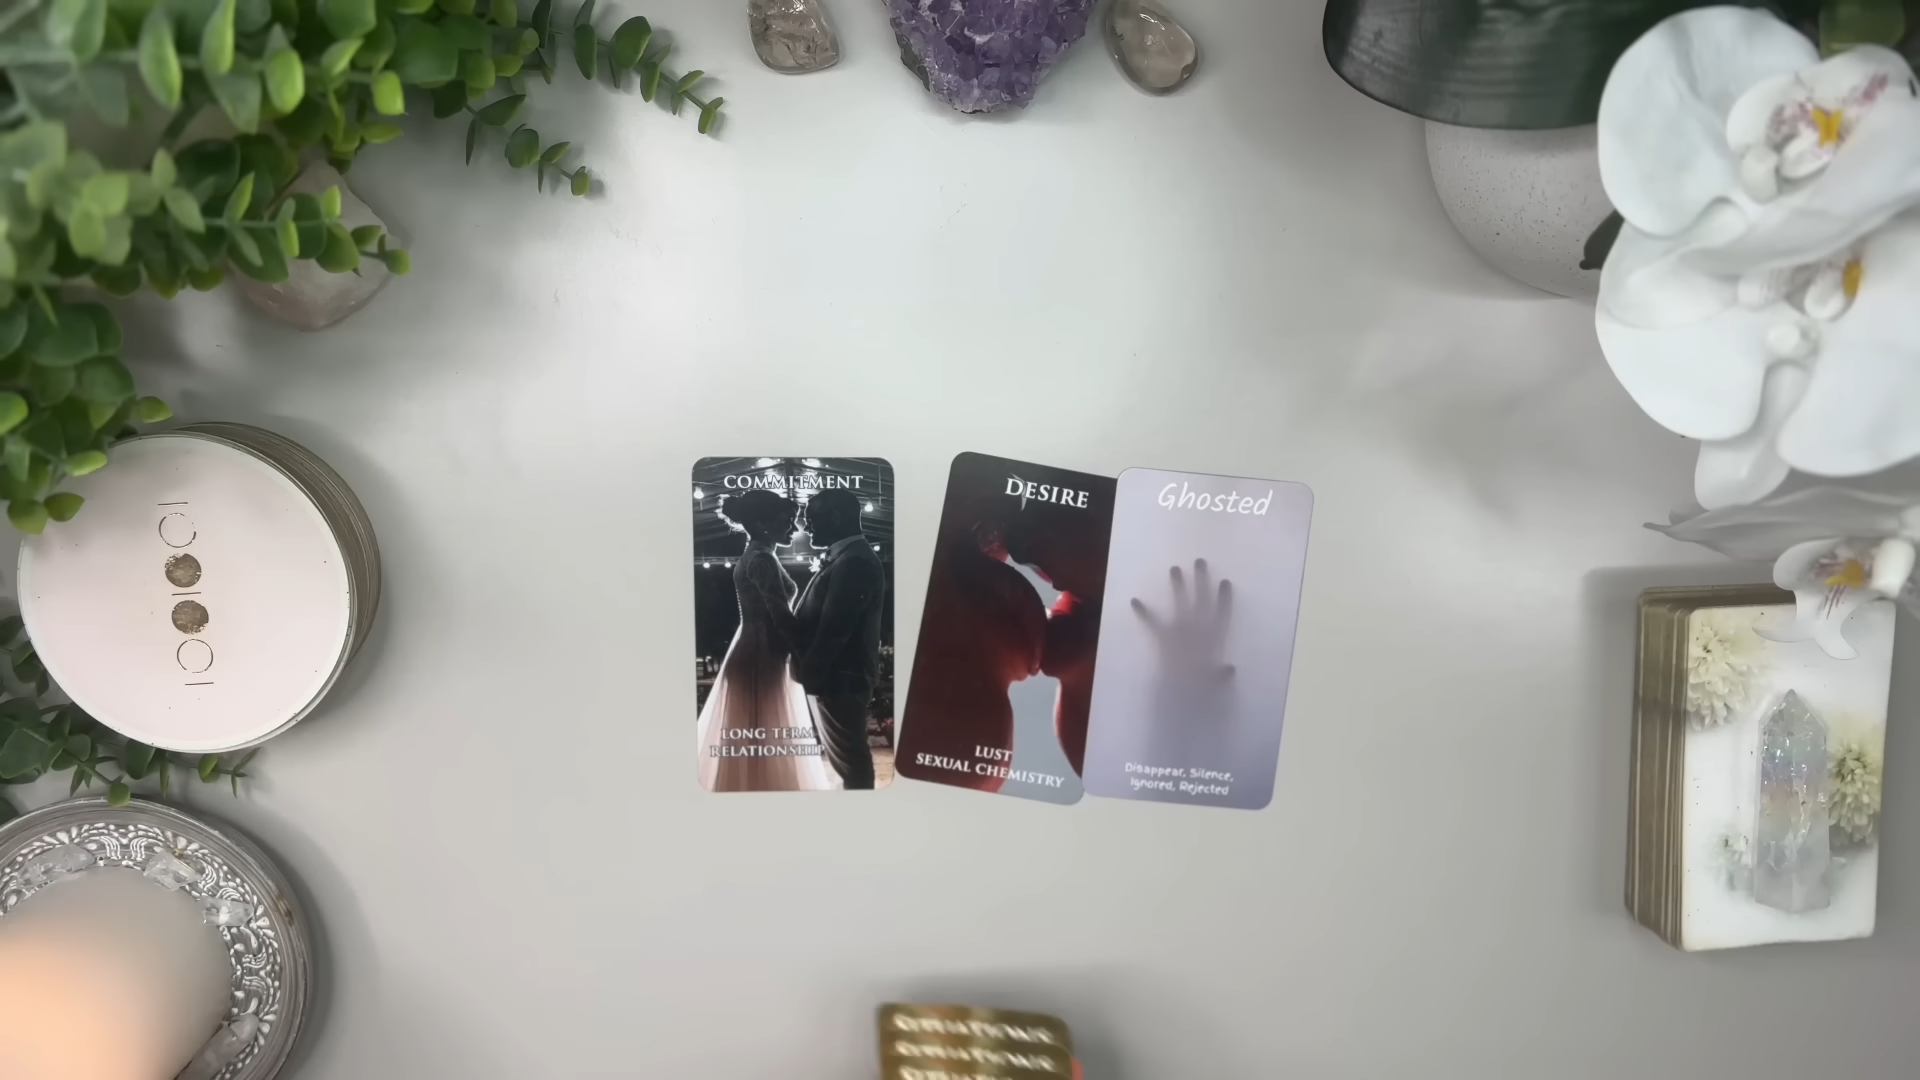 COMMITMENT
LONG TERM
RELATIONSHIP
DESIRE
LUST
SEXUAL CHEMISTRY
Ghosted
Disappear, Silence,
Ignored, Rejected